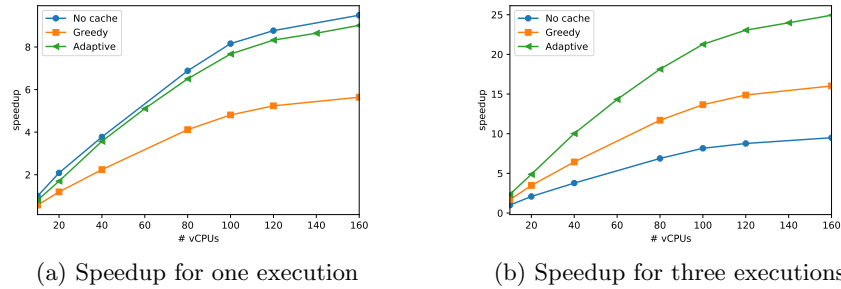 No cache
Greedy
Adaptive
8
6
4
2
speedup
20 40 60 80 100 120 140 160
# vCPUs
(a) Speedup for one execution
No cache
Greedy
Adaptive
25
20
15
10
5
0
speedup
20 40 60 80 100 120 140 160
# vCPUs
(b) Speedup for three executions